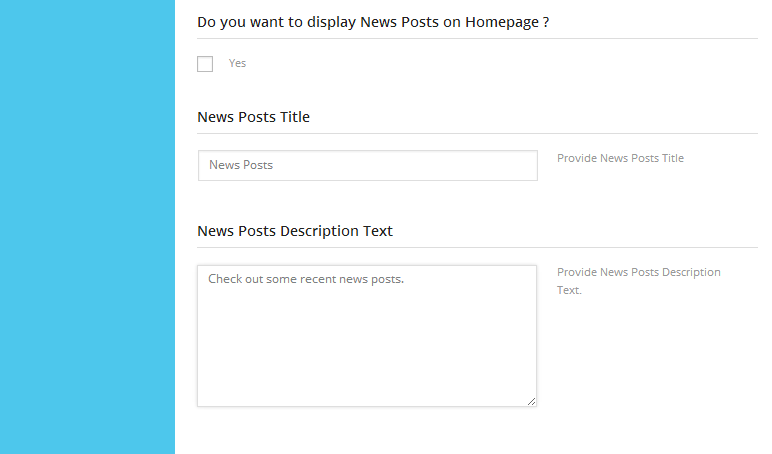 Do you want to display News Posts on Homepage ?
Yes
News Posts Title
News Posts
Provide News Posts Title
News Posts Description Text
Check out some recent news posts.
Provide News Posts Description
Text.